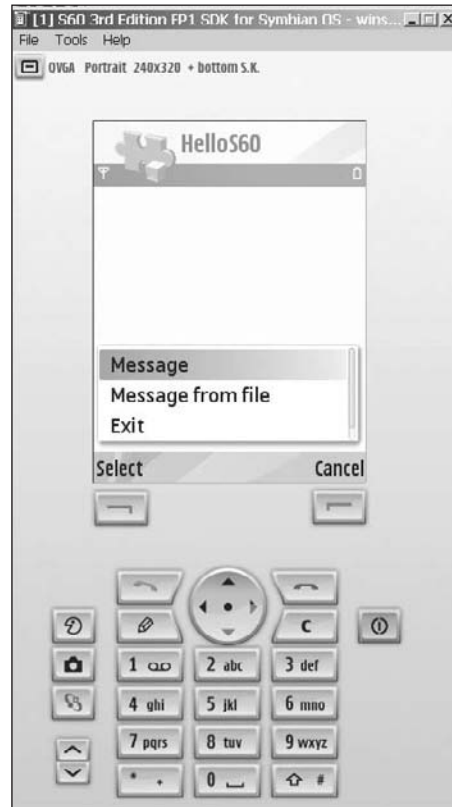 [1] S60 3rd Edition FP1 SDK for Symbian OS - wins...
File Tools Help
QVGA Portrait 240x320 + bottom S.K.
HelloS60
Message
Message from file
Exit
Select Cancel
C
1 2 abc 3 def
4 ghi 5 jkl 6 mno
7 pqrs 8 tuv 9 wxyz
* + 0 #